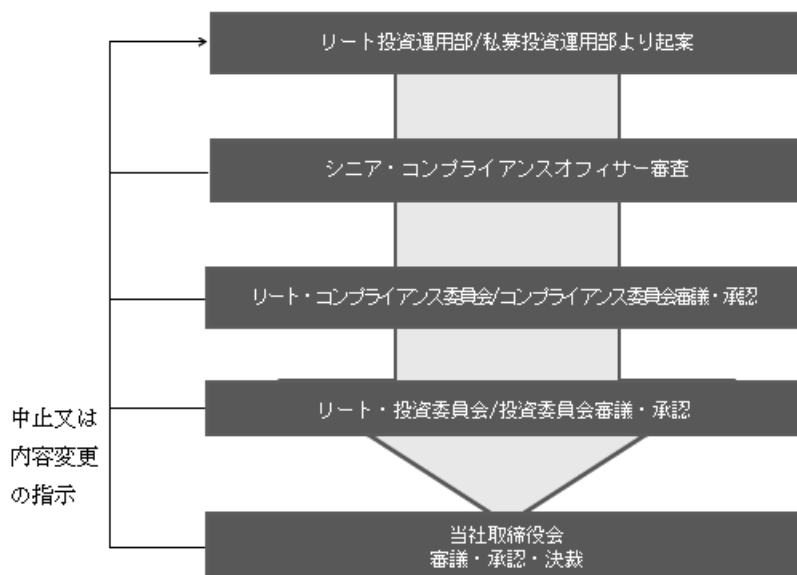 リート投資運用部/私募投資運用部より起案
シニア・コンプライアンスオフィサー審査
リート・コンプライアンス委員会/コンプライアンス委員会審議・承認
リート・投資委員会/投資委員会審議・承認
中止又は
内容変更
の指示
当社取締役会
審議・承認・決裁